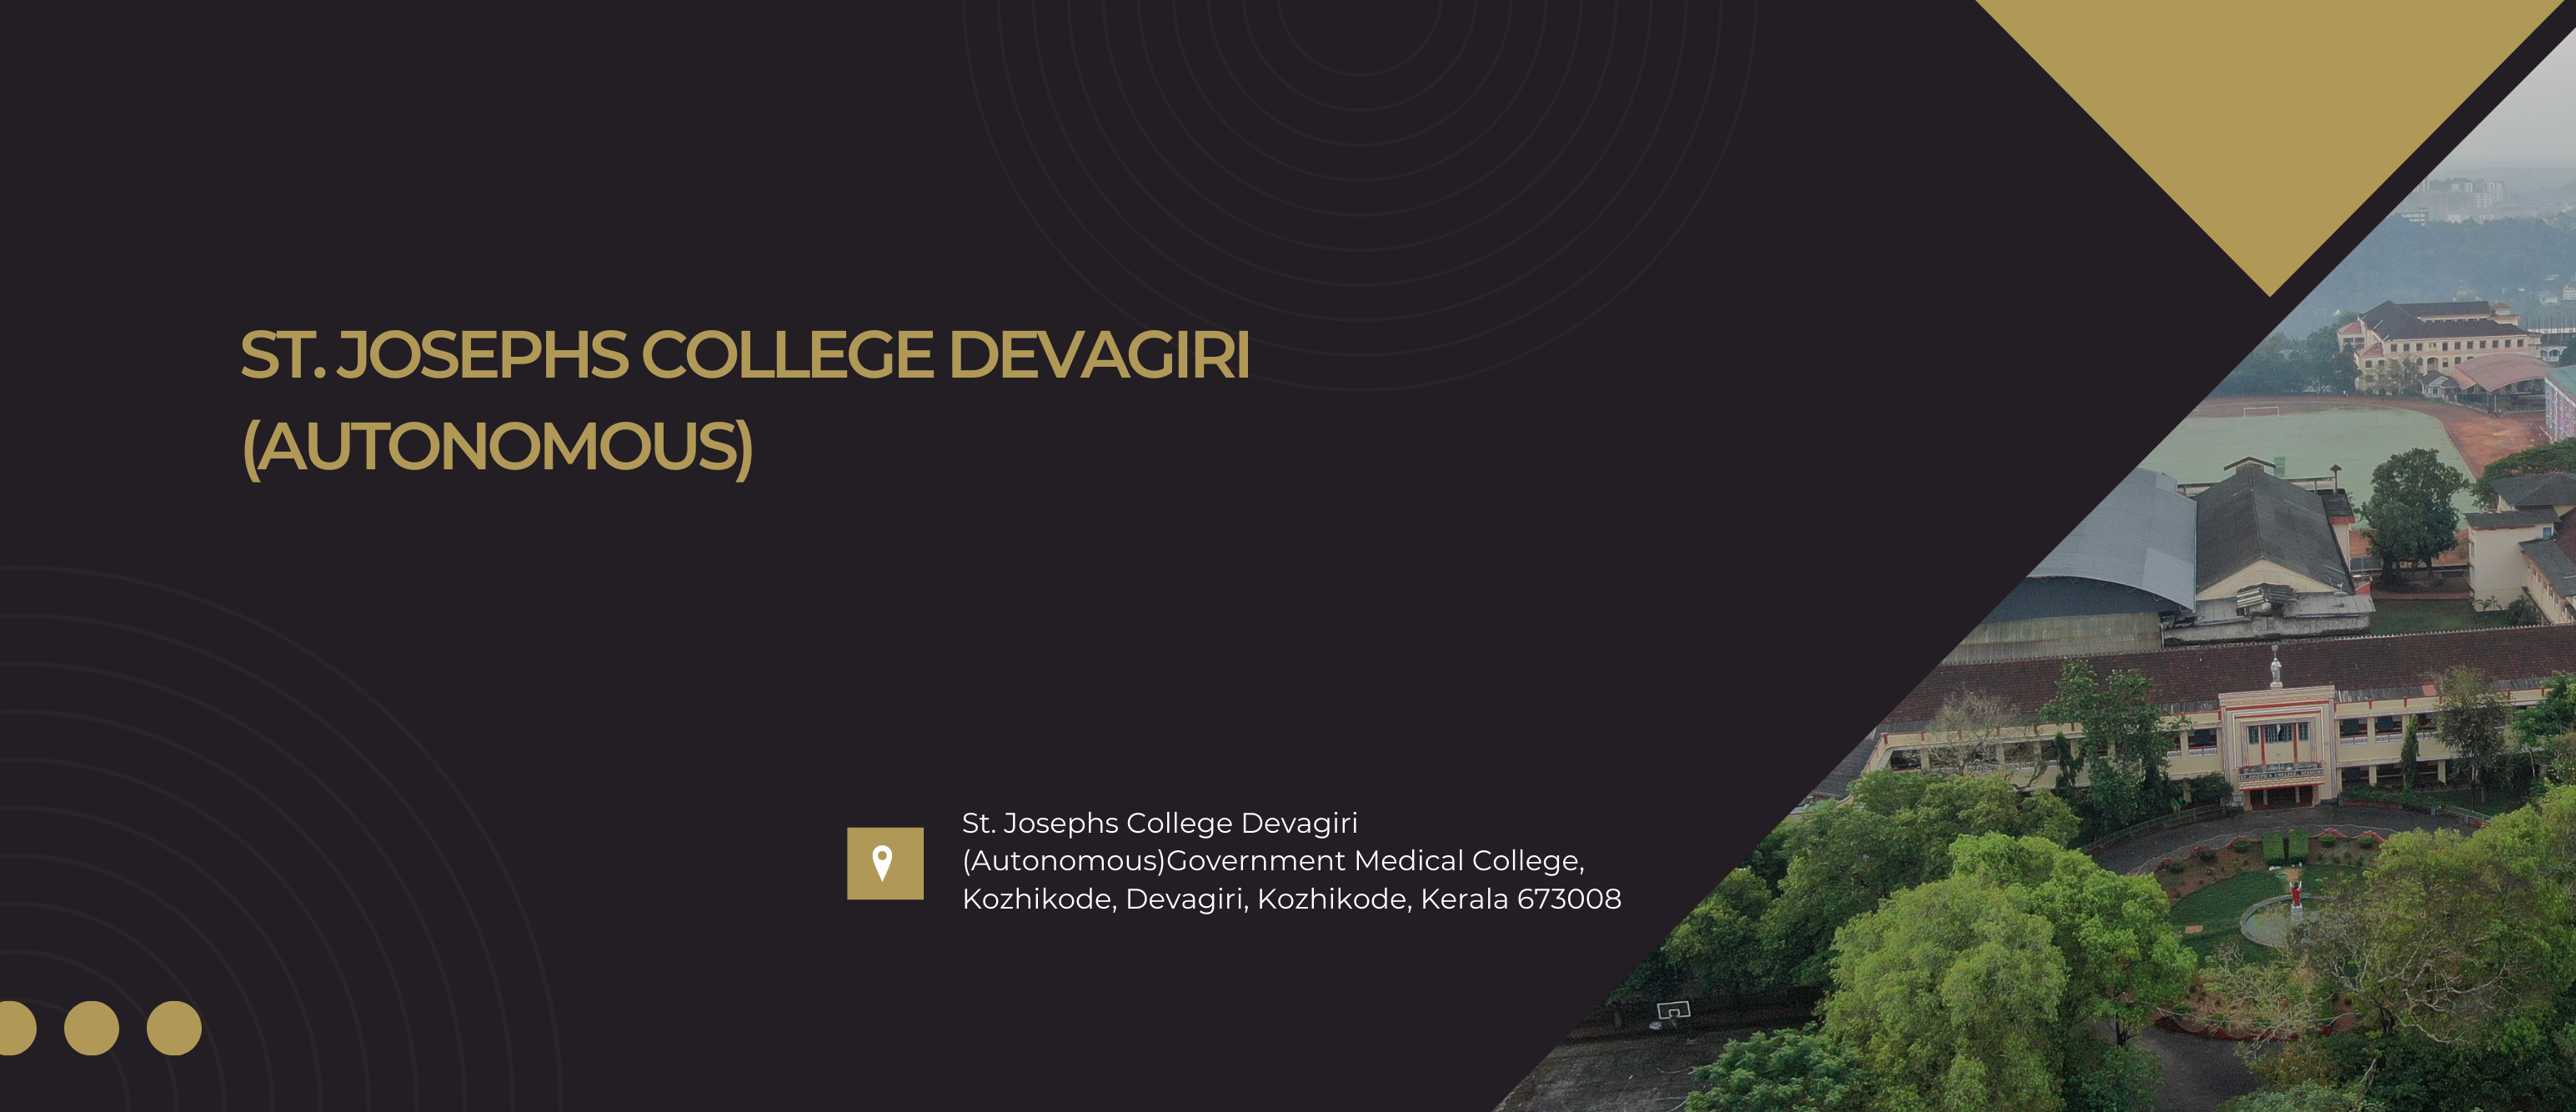 ST. JOSEPHS COLLEGE DEVAGIRI
(AUTONOMOUS)
St. Josephs College Devagiri
(Autonomous)Government Medical College,
Kozhikode, Devagiri, Kozhikode, Kerala 673008